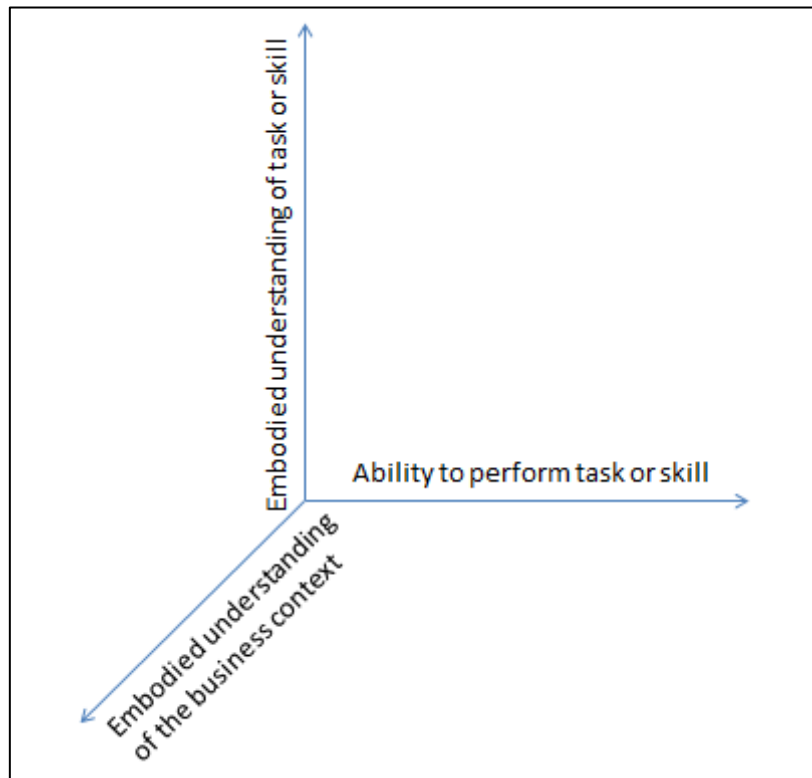 Embodied understanding of task or skill
Ability to perform task or skill
Embodied understanding
of the business context